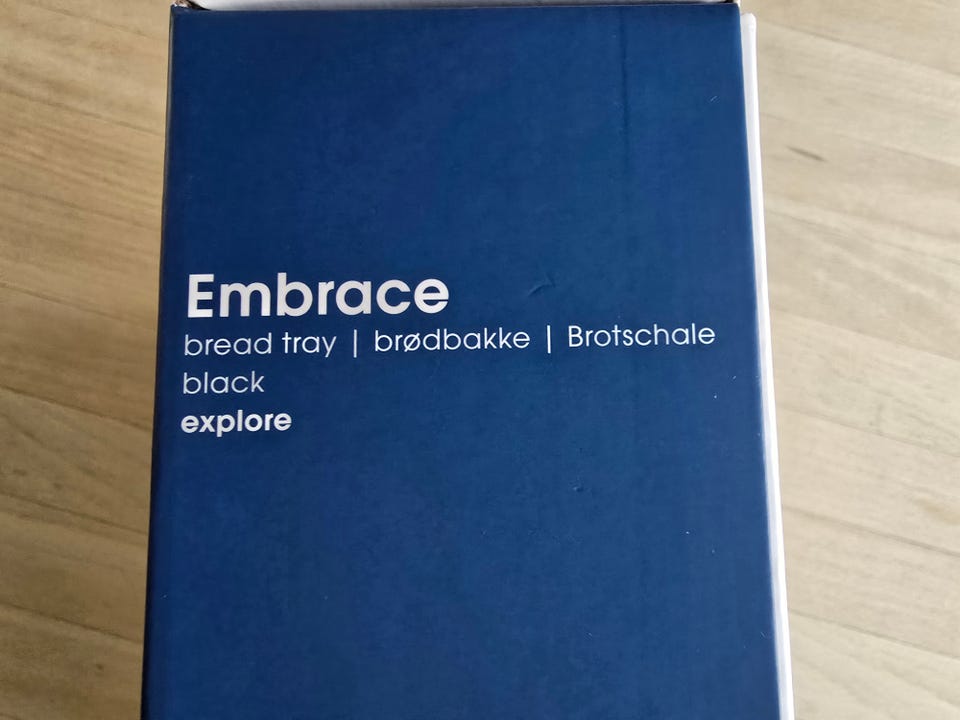 Embrace
bread tray | brødbakke | Brotschale
black
explore